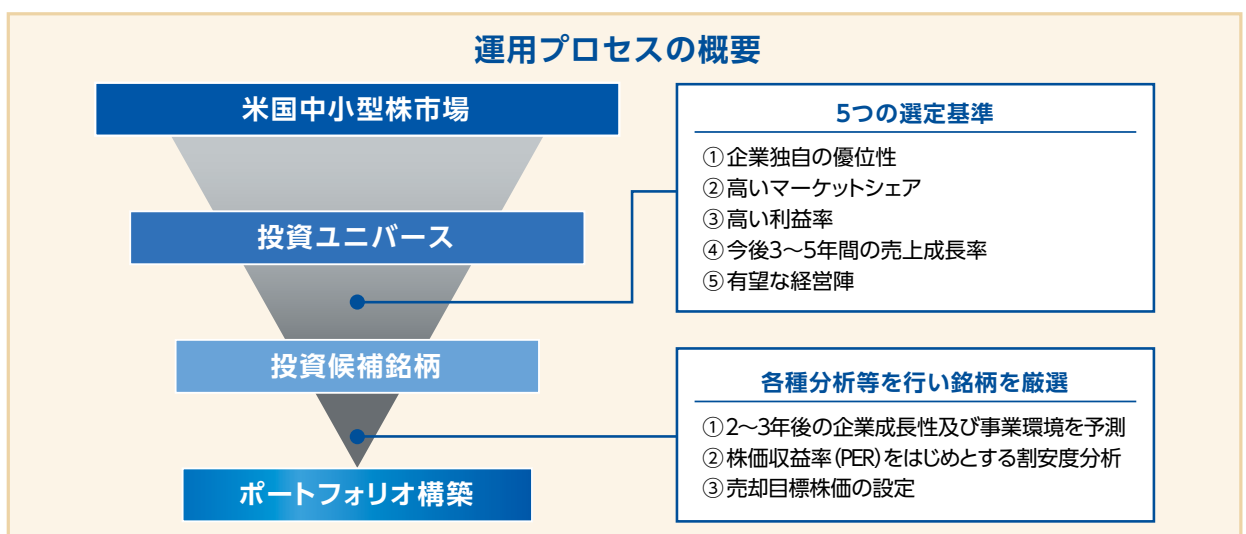 運用プロセスの概要
米国中小型株市場
投資ユニバース
投資候補銘柄
ポートフォリオ構築
5つの選定基準
①企業独自の優位性
②高いマーケットシェア
③高い利益率
④今後3～5年間の売上成長率
⑤有望な経営陣
各種分析等を行い銘柄を厳選
①2～3年後の企業成長性及び事業環境を予測
②株価収益率(PER)をはじめとする割安度分析
③売却目標株価の設定